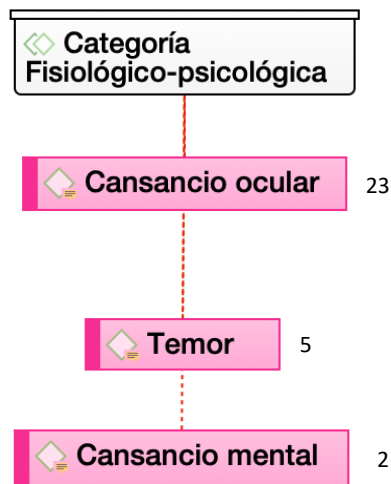 Categoría
Fisiológico-psicológica
Cansancio ocular 23
Temor 5
Cansancio mental 2